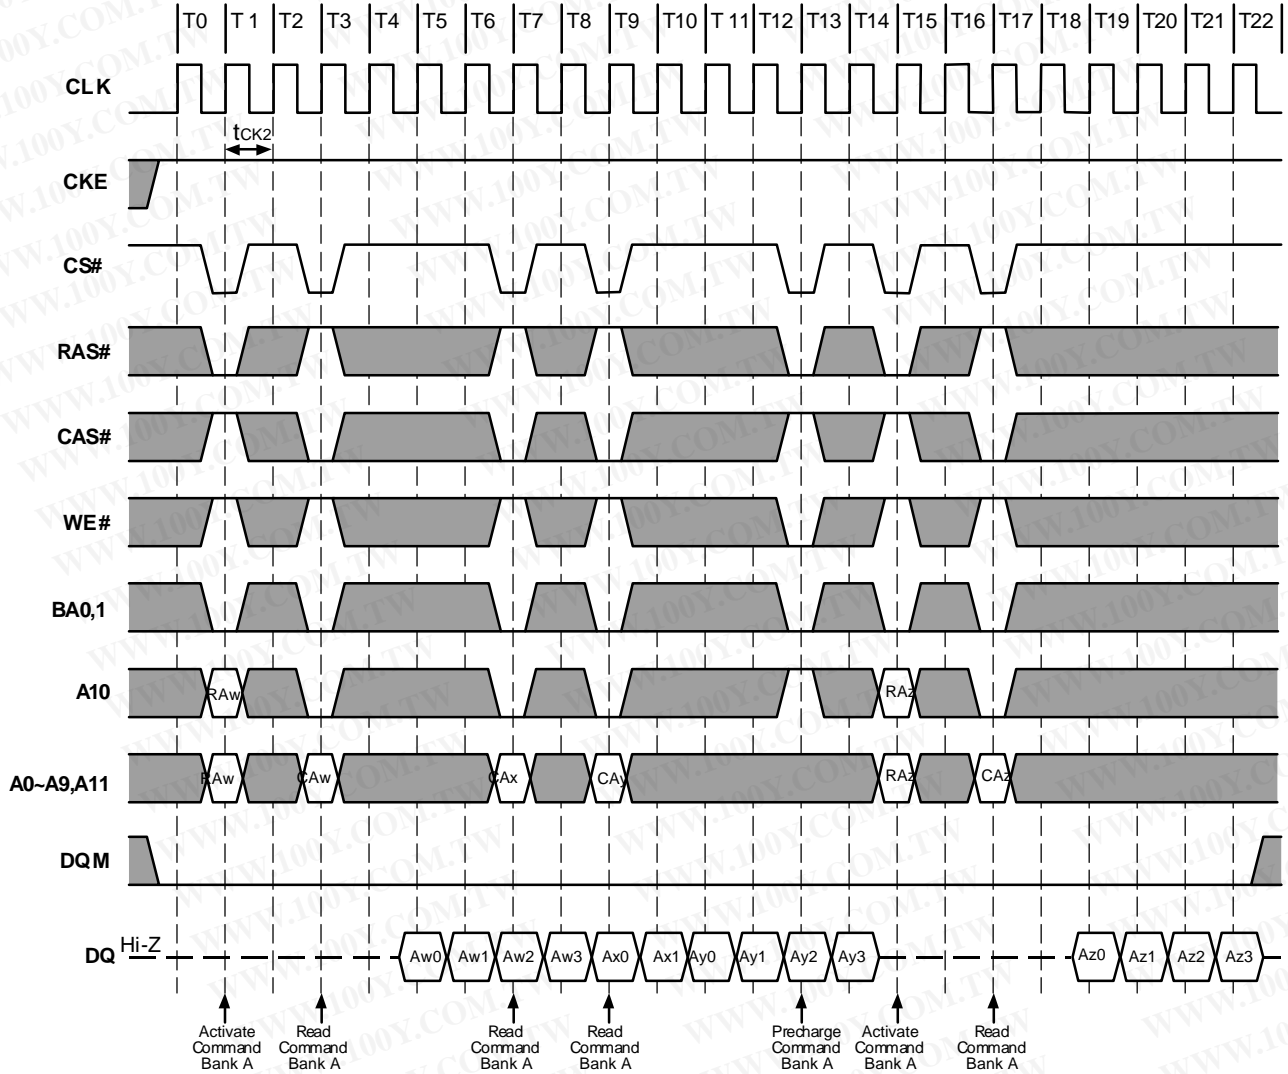 T0 T 1 T2 T3 T4 T5 T6 T7 T8 T9 T10 T 11 T12 T13 T14 T15 T16 T17 T18 T19 T20 T21 T22
CLK
tCK2
CKE
CS#
RAS#
CAS#
WE#
BA0,1
A10 RAw RAz
A0~A9,A11 RAw CAw CAx CAy RAz CAz
DQM
DQ Hi-Z Aw0 Aw1 Aw2 Aw3 Ax0 Ax1 Ay0 Ay1 Ay2 Ay3 Az0 Az1 Az2 Az3
Activate Command Bank A
Read Command Bank A
Read Command Bank A
Read Command Bank A
Precharge Command Bank A
Activate Command Bank A
Read Command Bank A
WWW.100Y.COM.TW